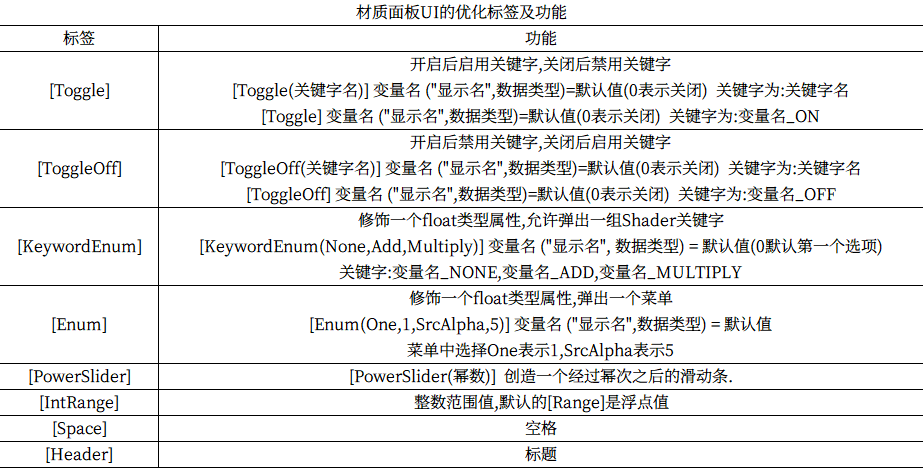 材质面板UI的优化标签及功能
标签 功能
开启后启用关键字,关闭后禁用关键字
[Toggle] [Toggle(关键字名)] 变量名 ("显示名",数据类型)=默认值(0表示关闭) 关键字为:关键字名
[Toggle] 变量名 ("显示名",数据类型)=默认值(0表示关闭) 关键字为:变量名_ON
开启后禁用关键字,关闭后启用关键字
[ToggleOff] [ToggleOff(关键字名)] 变量名 ("显示名",数据类型)=默认值(0表示关闭) 关键字为:关键字名
[ToggleOff] 变量名 ("显示名",数据类型)=默认值(0表示关闭) 关键字为:变量名_OFF
修饰一个float类型属性,允许弹出一组Shader关键字
[KeywordEnum] [KeywordEnum(None,Add,Multiply)] 变量名 ("显示名", 数据类型) = 默认值(0默认第一个选项)
关键字:变量名_NONE,变量名_ADD,变量名_MULTIPLY
修饰一个float类型属性,弹出一个菜单
[Enum] [Enum(One,1,SrcAlpha,5)] 变量名 ("显示名",数据类型) = 默认值
菜单中选择One表示1,SrcAlpha表示5
[PowerSlider] [PowerSlider(幂数)] 创造一个经过幂次之后的滑动条.
[IntRange] 整数范围值,默认的[Range]是浮点值
[Space] 空格
[Header] 标题